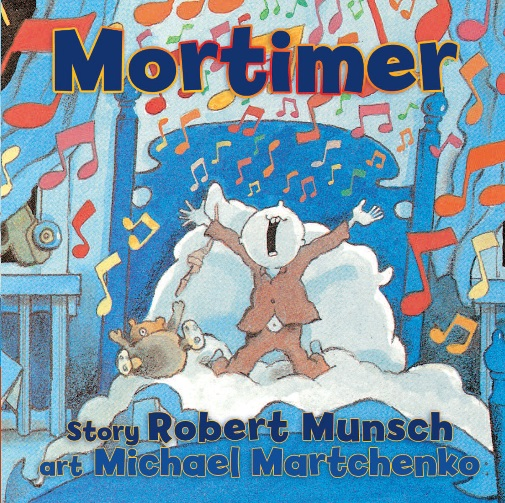 Mortimer
Story Robert Munsch
art Michael Martchenko